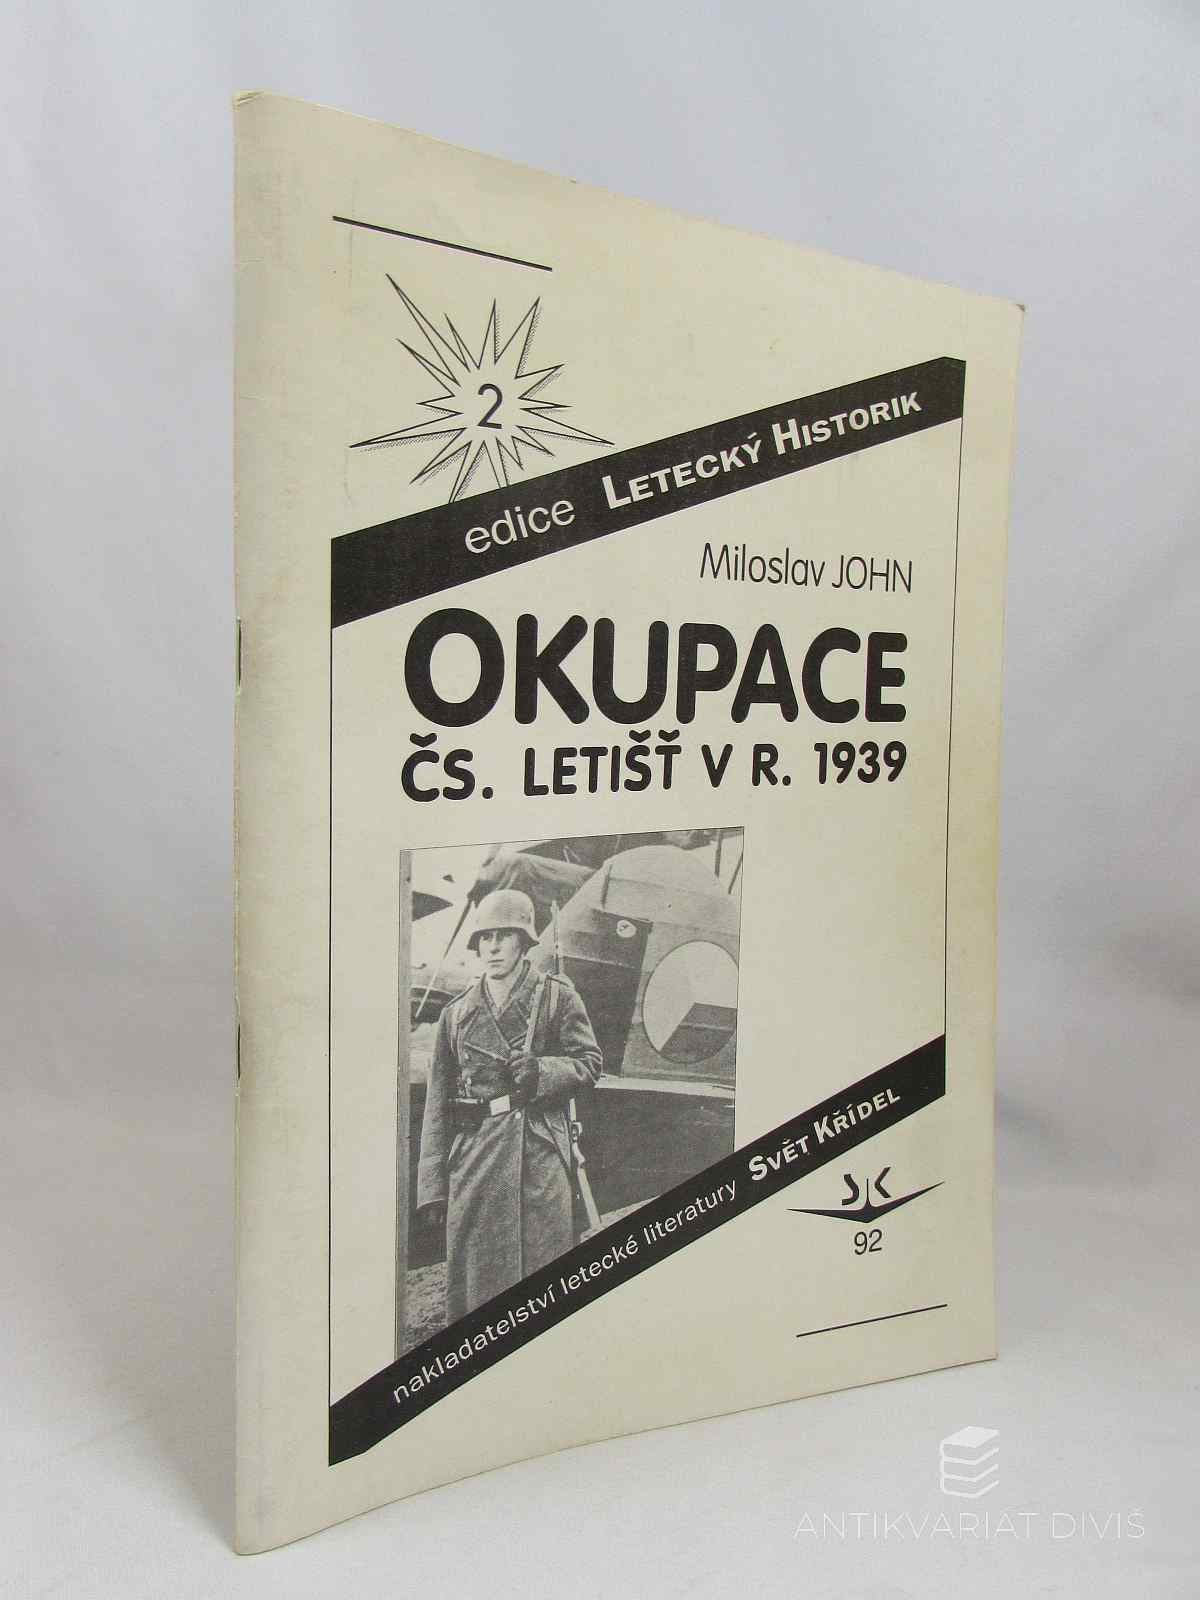 2
edice LETECKÝ HISTORIK
Miloslav JOHN
OKUPACE
ČS. LETIŠŤ V R. 1939
nakladatelství letecké literatury SVĚT KŘÍDEL
SK
92
ANTIKVARIÁT DIVIŠ